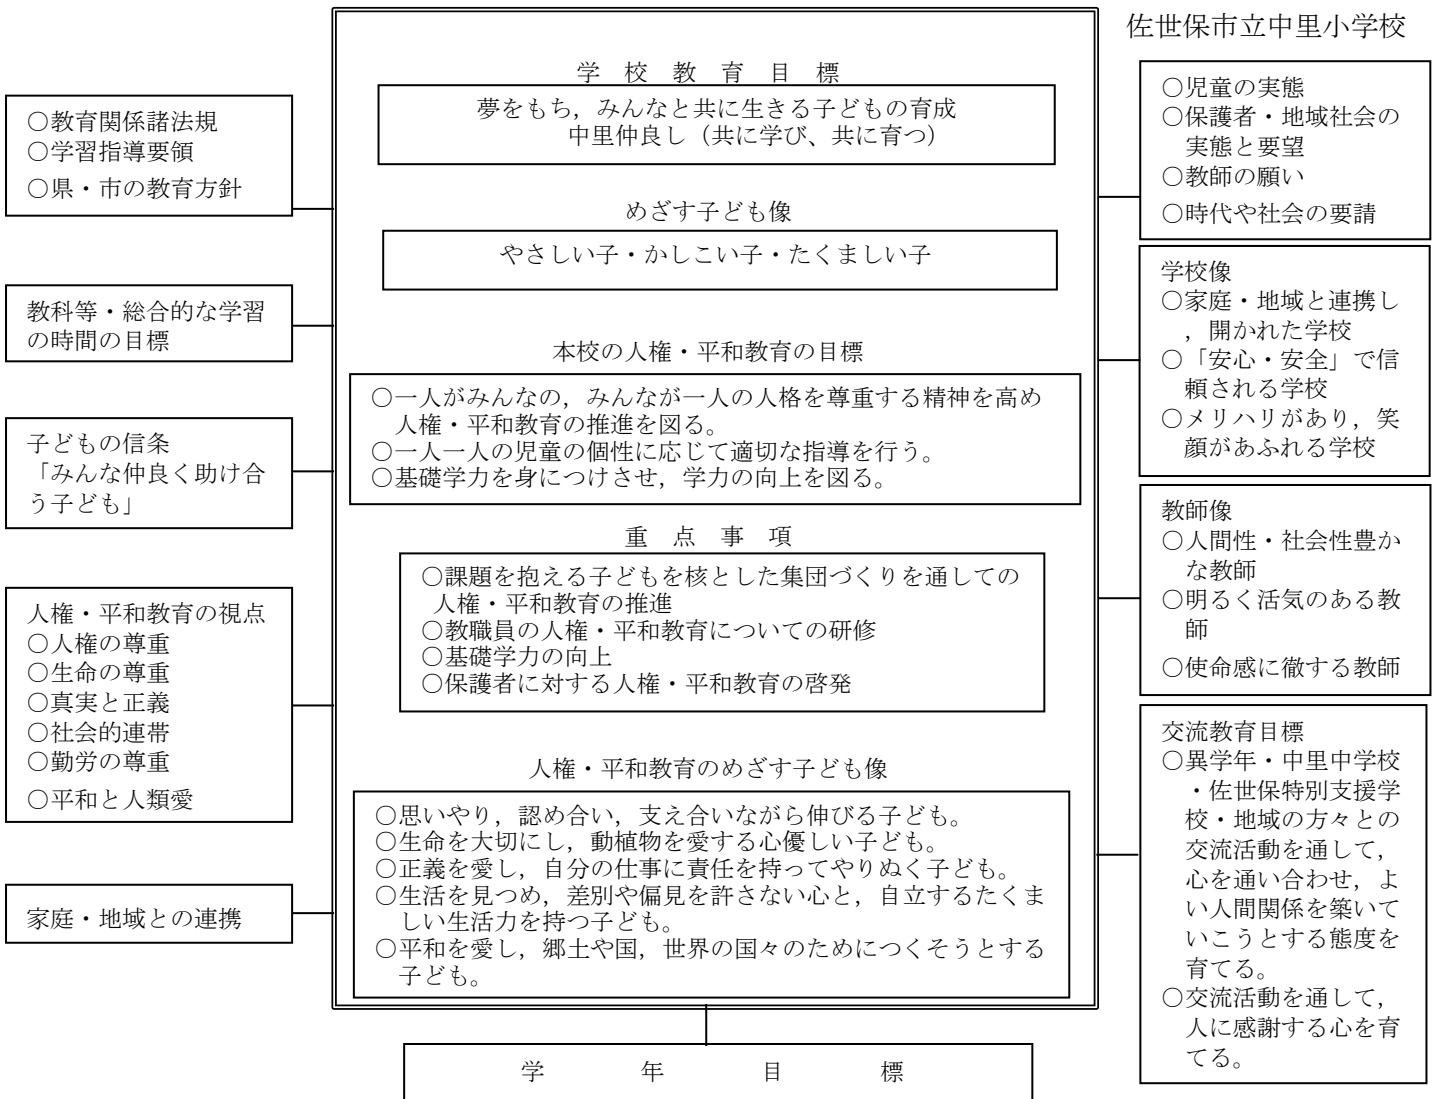 佐世保市立中里小学校
学 校 教 育 目 標
夢をもち，みんなと共に生きる子どもの育成
中里仲良し（共に学び、共に育つ）
めざす子ども像
やさしい子・かしこい子・たくましい子
本校の人権・平和教育の目標
○一人がみんなの，みんなが一人の人格を尊重する精神を高め
人権・平和教育の推進を図る。
○一人一人の児童の個性に応じて適切な指導を行う。
○基礎学力を身につけさせ，学力の向上を図る。
重 点 事 項
○課題を抱える子どもを核とした集団づくりを通しての
人権・平和教育の推進
○教職員の人権・平和教育についての研修
○基礎学力の向上
○保護者に対する人権・平和教育の啓発
人権・平和教育のめざす子ども像
○思いやり，認め合い，支え合いながら伸びる子ども。
○生命を大切にし，動植物を愛する心優しい子ども。
○正義を愛し，自分の仕事に責任を持ってやりぬく子ども。
○生活を見つめ，差別や偏見を許さない心と，自立するたくま
しい生活力を持つ子ども。
○平和を愛し，郷土や国，世界の国々のためにつくそうとする
子ども。
学 年 目 標
○教育関係諸法規
○学習指導要領
○県・市の教育方針
教科等・総合的な学習
の時間の目標
子どもの信条
「みんな仲良く助け合
う子ども」
人権・平和教育の視点
○人権の尊重
○生命の尊重
○真実と正義
○社会的連帯
○勤労の尊重
○平和と人類愛
家庭・地域との連携
○児童の実態
○保護者・地域社会の
実態と要望
○教師の願い
○時代や社会の要請
学校像
○家庭・地域と連携し
，開かれた学校
○「安心・安全」で信
頼される学校
○メリハリがあり，笑
顔があふれる学校
教師像
○人間性・社会性豊か
な教師
○明るく活気のある教
師
○使命感に徹する教師
交流教育目標
○異学年・中里中学校
・佐世保特別支援学
校・地域の方々との
交流活動を通して，
心を通い合わせ，よ
い人間関係を築いて
いこうとする態度を
育てる。
○交流活動を通して，
人に感謝する心を育
てる。